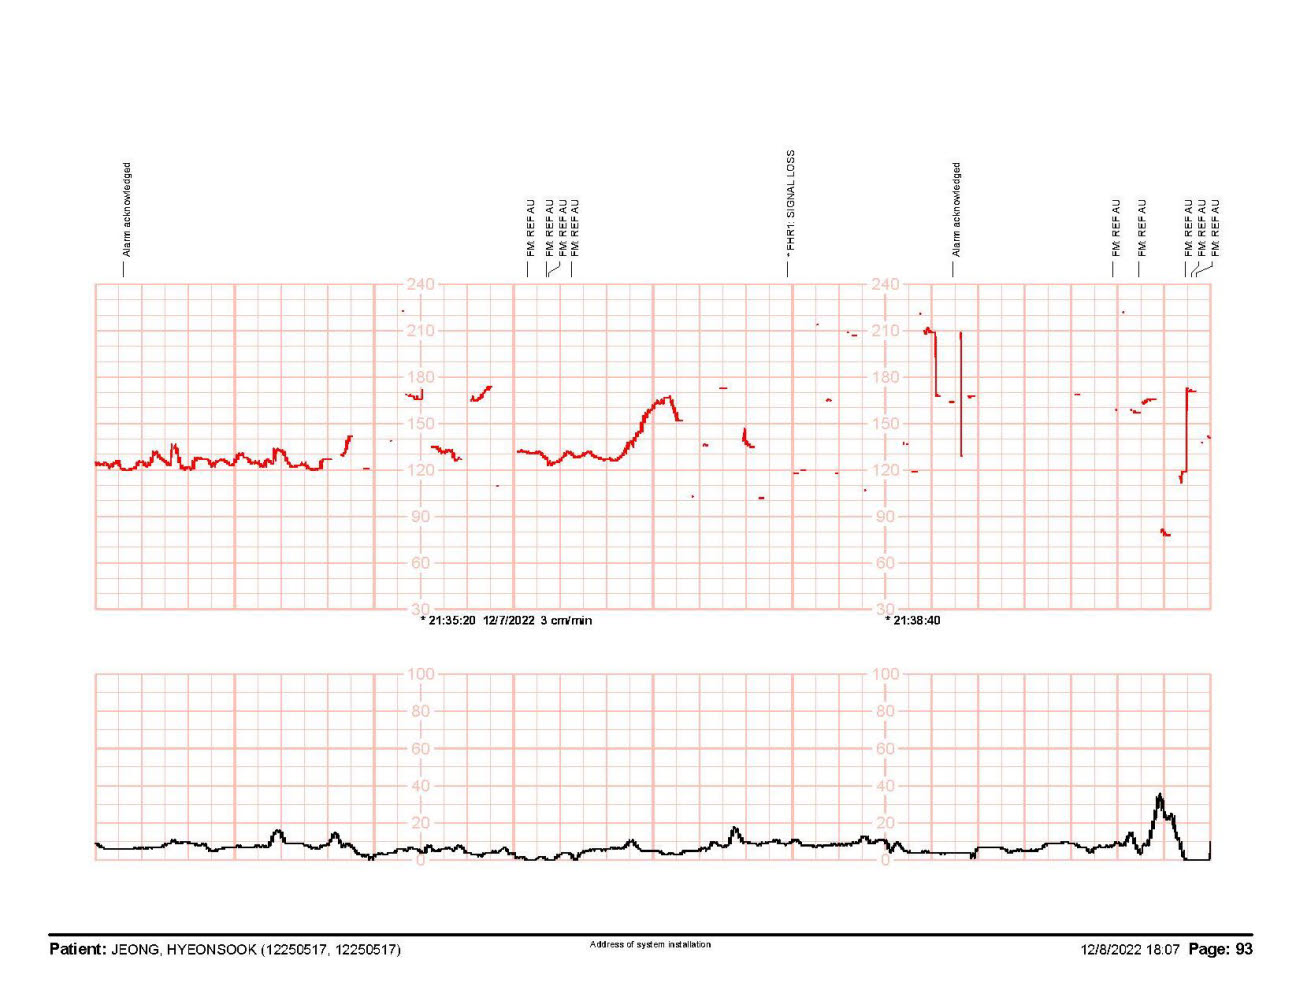 Alarm acknowledged
FM: REF AU
FM: REF AU
FM: REF AU
FM: REF AU
* FHR1: SIGNAL LOSS
Alarm acknowledged
FM: REF AU
FM: REF AU
FM: REF AU
FM: REF AU
FM: REF AU
240 240
210 210
180 180
150 150
120 120
90 90
60 60
30 30
* 21:35:20 12/7/2022 3 cm/min * 21:38:40
100 100
80 80
60 60
40 40
20 20
0 0
Patient: JEONG, HYEONSOOK (12250517, 12250517) Address of system installation 12/8/2022 18:07 Page: 93